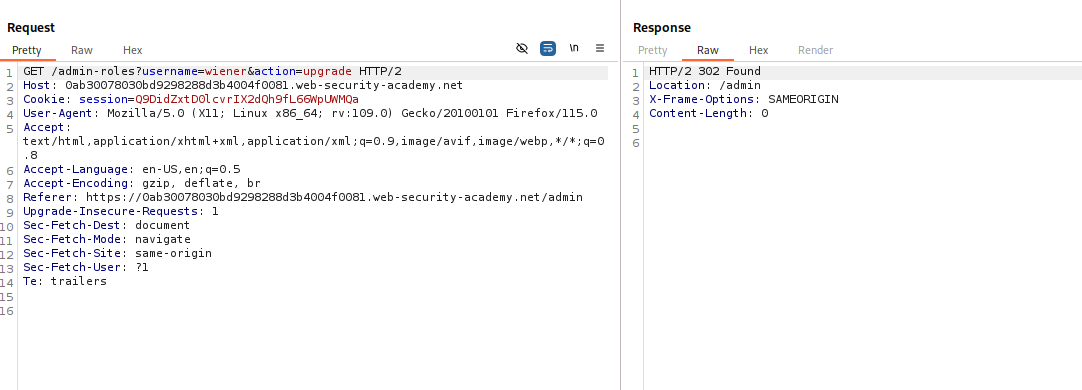 Request
Response
Pretty Raw Hex
\n
Pretty Raw Hex Render
1 GET /admin-roles?username=wiener&action=upgrade HTTP/2
2 Host: 0ab30078030bd9298288d3b4004f0081.web-security-academy.net
3 Cookie: session=Q9DidZxtD0lcvrIX2dQh9fL66WpUWMQa
4 User-Agent: Mozilla/5.0 (X11; Linux x86_64; rv:109.0) Gecko/20100101 Firefox/115.0
5 Accept:
text/html,application/xhtml+xml,application/xml;q=0.9,image/avif,image/webp,*/*;q=0
.8
6 Accept-Language: en-US,en;q=0.5
7 Accept-Encoding: gzip, deflate, br
8 Referer: https://0ab30078030bd9298288d3b4004f0081.web-security-academy.net/admin
9 Upgrade-Insecure-Requests: 1
10 Sec-Fetch-Dest: document
11 Sec-Fetch-Mode: navigate
12 Sec-Fetch-Site: same-origin
13 Sec-Fetch-User: ?1
14 Te: trailers
15
16
1 HTTP/2 302 Found
2 Location: /admin
3 X-Frame-Options: SAMEORIGIN
4 Content-Length: 0
5
6